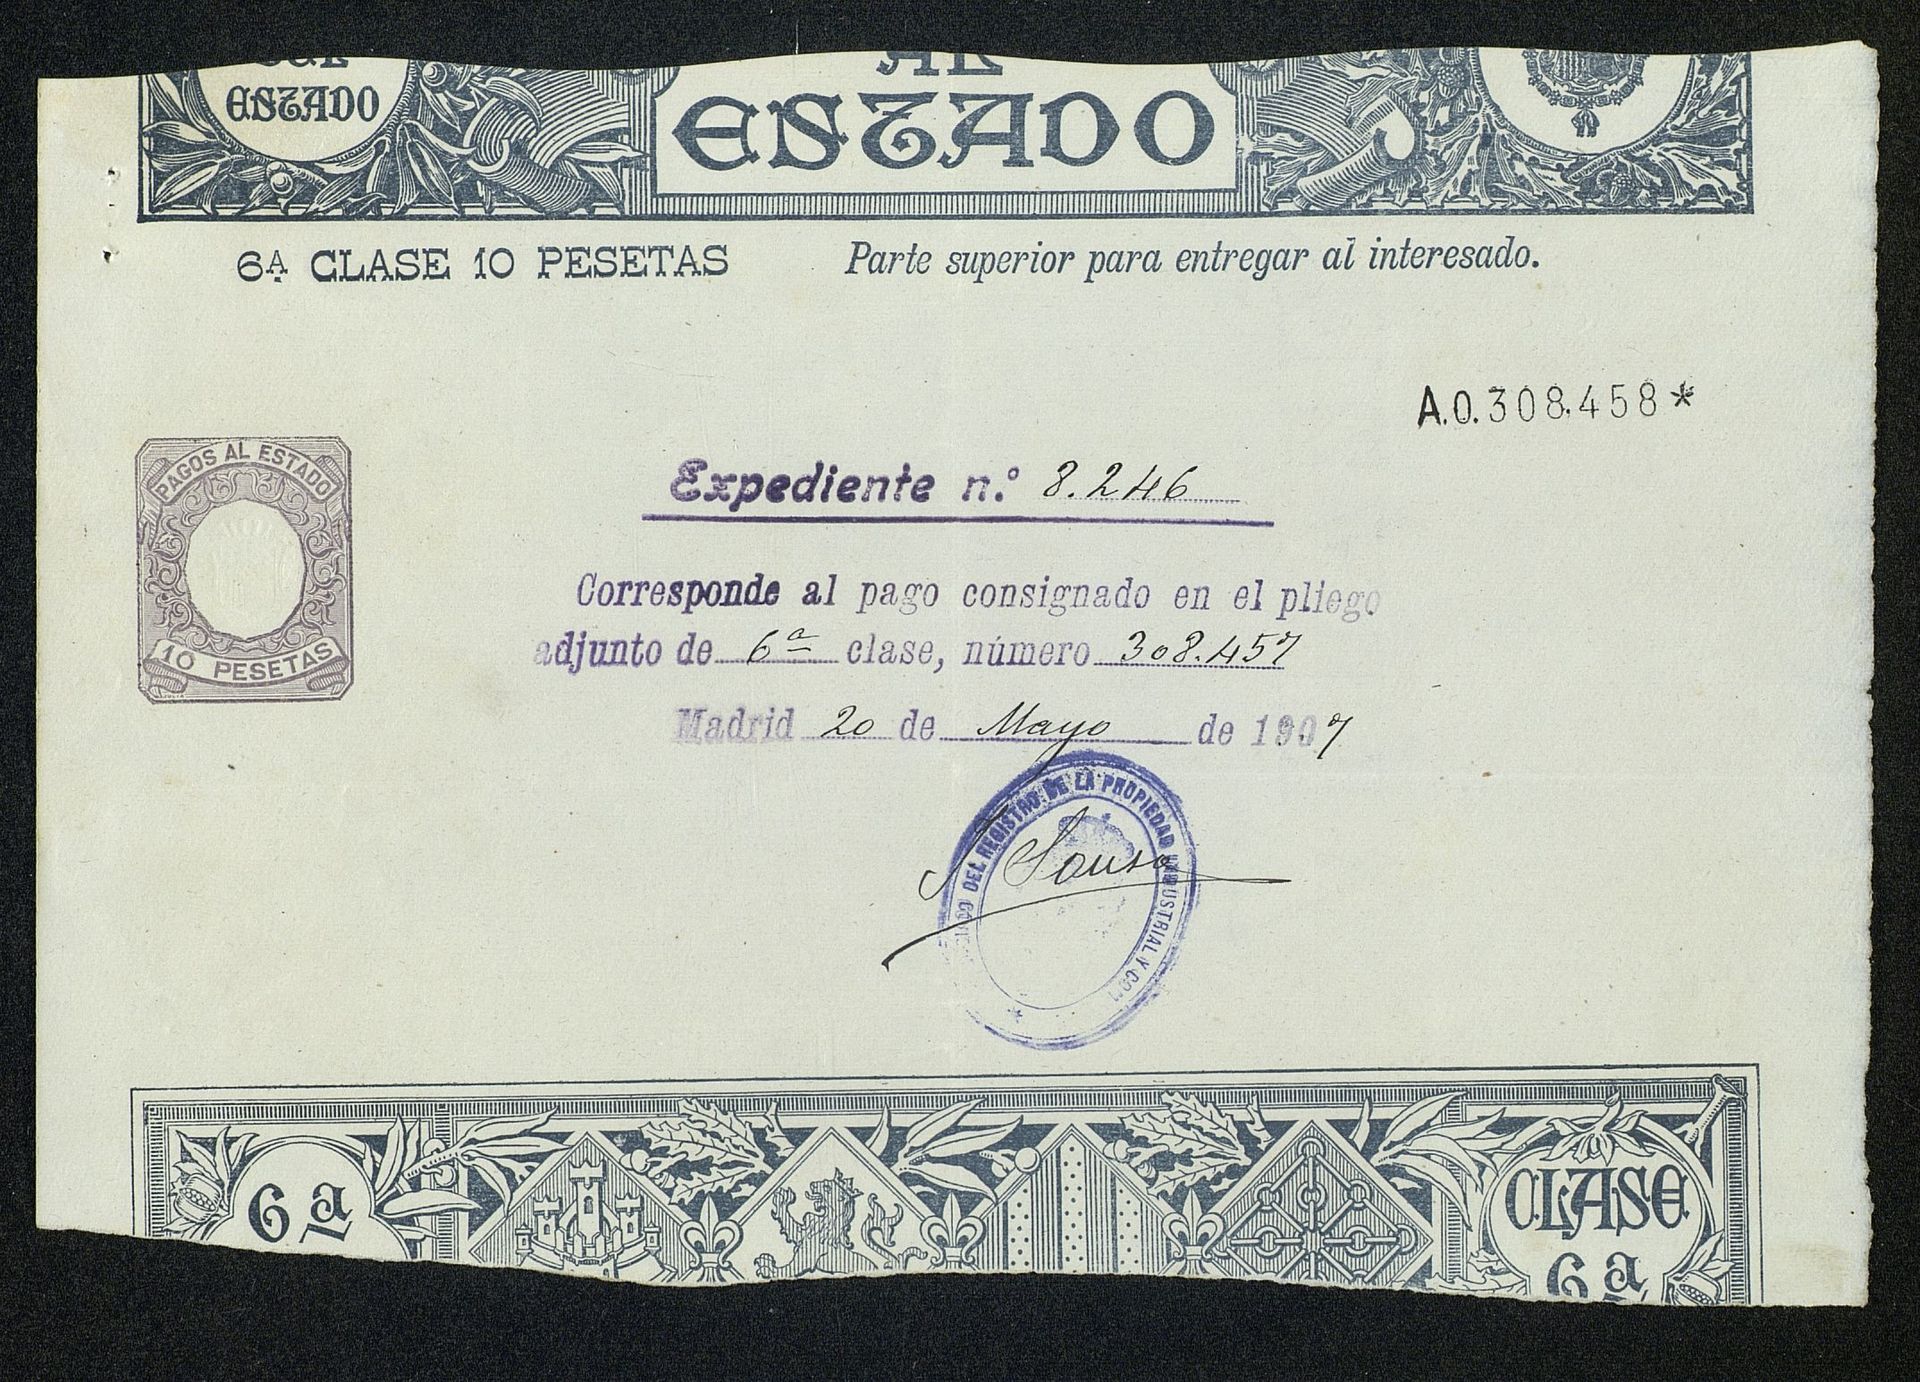 ESTADO
AL
ESTADO
6A CLASE 10 PESETAS
Parte superior para entregar al interesado.
A.0.308.458*
PAGOS AL ESTADO
10 PESETAS
Expediente n.º 8.246
Corresponde al pago consignado en el pliego
adjunto de 6ª clase, número 308.457
Madrid 20 de Mayo de 1907
DEL REGISTRO DE LA PROPIEDAD INDUSTRIAL Y
6ª
CLASE
6ª